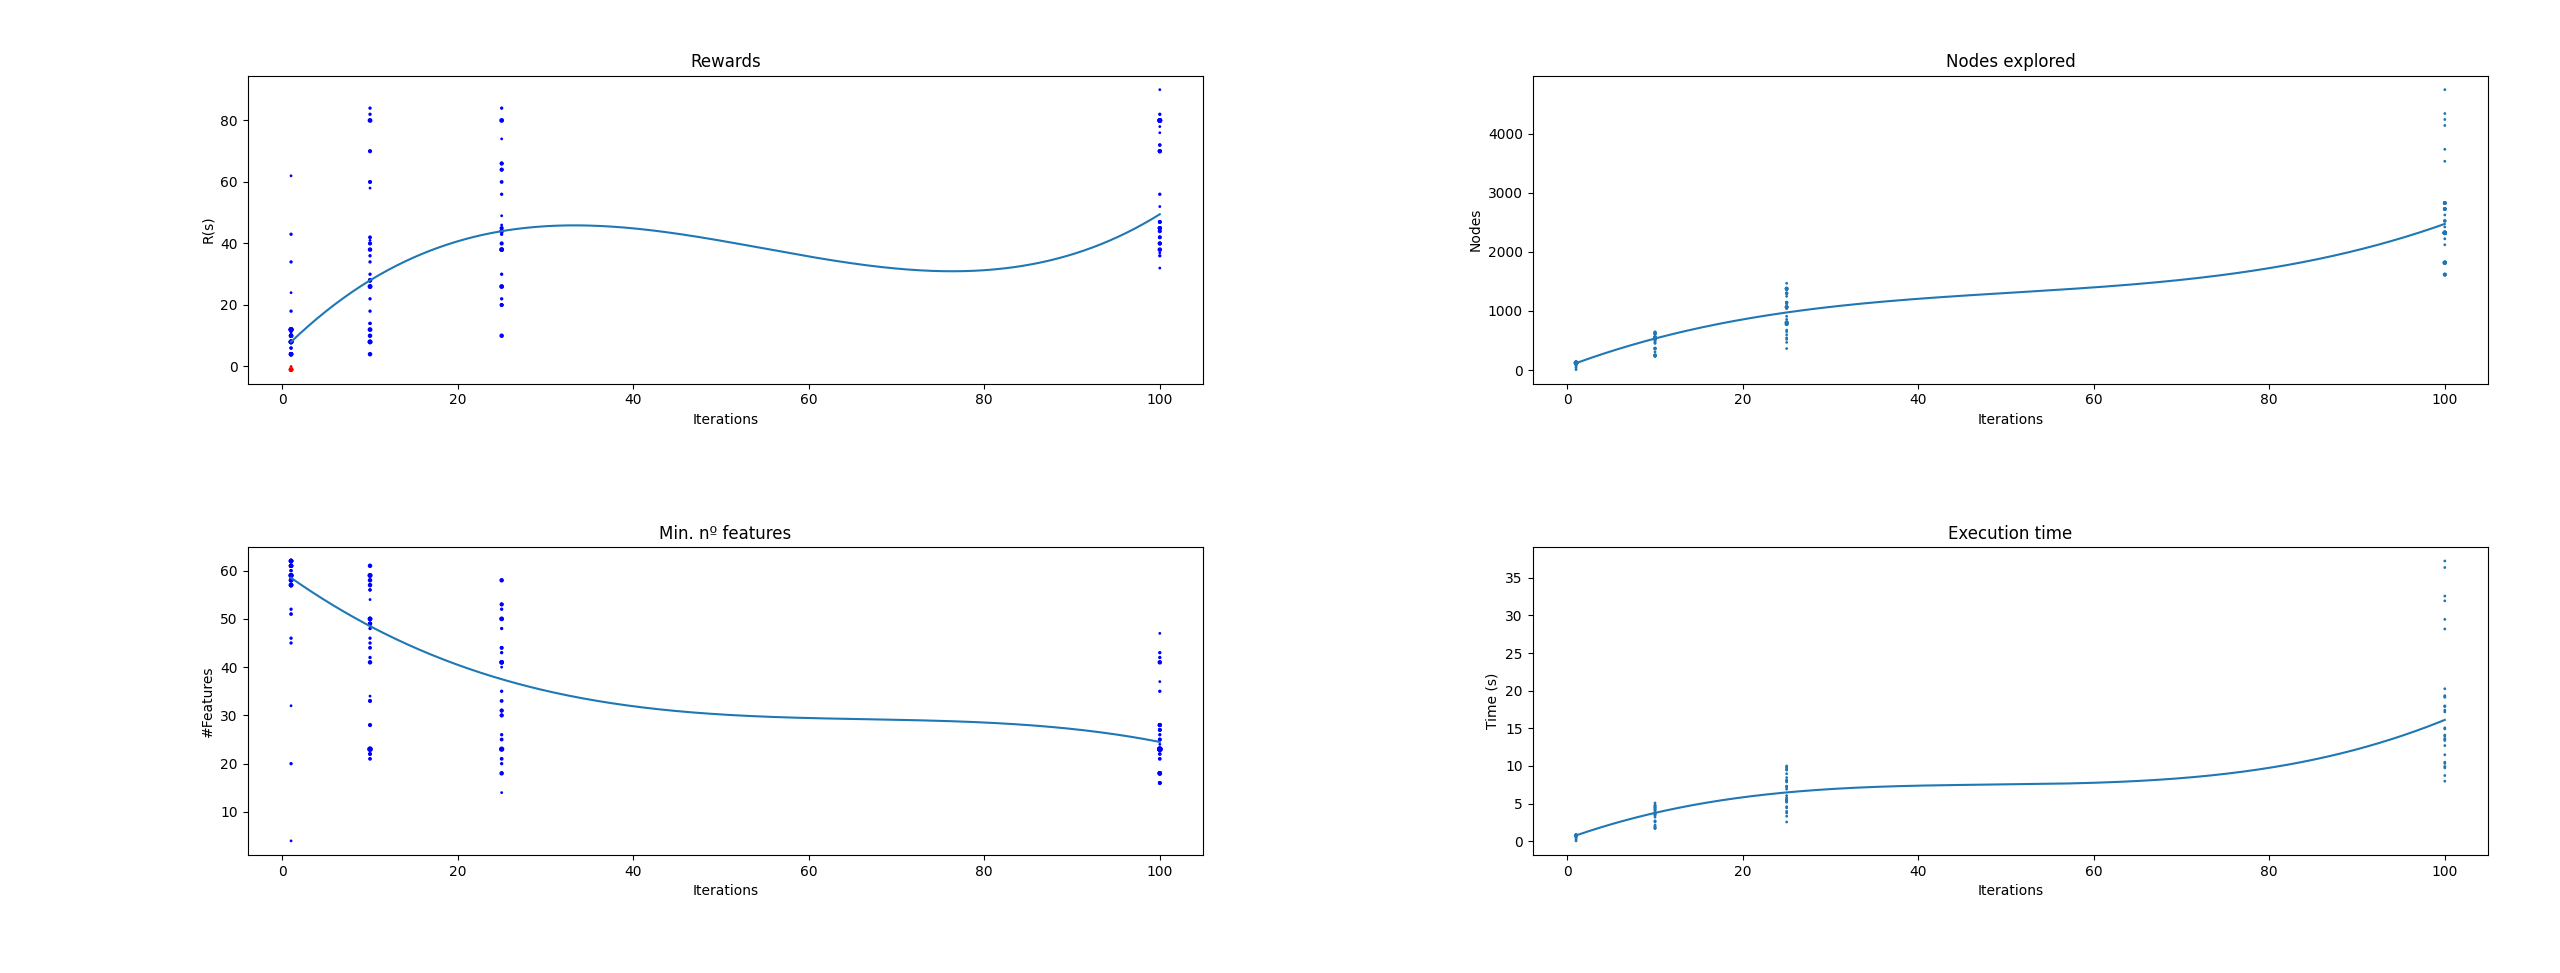 Rewards
R(s)
80
60
40
20
0
0 20 40 60 80 100
Iterations
Nodes explored
Nodes
4000
3000
2000
1000
0
0 20 40 60 80 100
Iterations
Min. nº features
#Features
60
50
40
30
20
10
0 20 40 60 80 100
Iterations
Execution time
Time (s)
35
30
25
20
15
10
5
0
0 20 40 60 80 100
Iterations